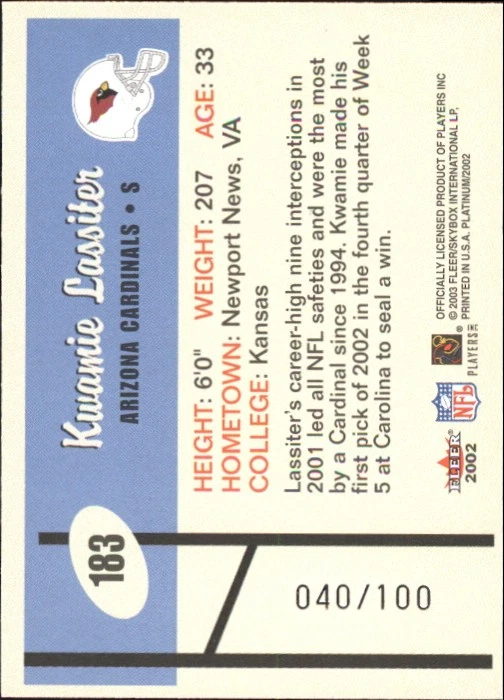 183
Kwamie Lassiter
ARIZONA CARDINALS • S
HEIGHT: 6'0" WEIGHT: 207 AGE: 33
HOMETOWN: Newport News, VA
COLLEGE: Kansas
Lassiter's career-high nine interceptions in
2001 led all NFL safeties and were the most
by a Cardinal since 1994. Kwamie made his
first pick of 2002 in the fourth quarter of Week
5 at Carolina to seal a win.
040/100
FLEER®
2002
NFL
PLAYERS INC
OFFICIALLY LICENSED PRODUCT OF PLAYERS INC
© 2003 FLEER/SKYBOX INTERNATIONAL LP.
PRINTED IN U.S.A. PLATINUM/2002